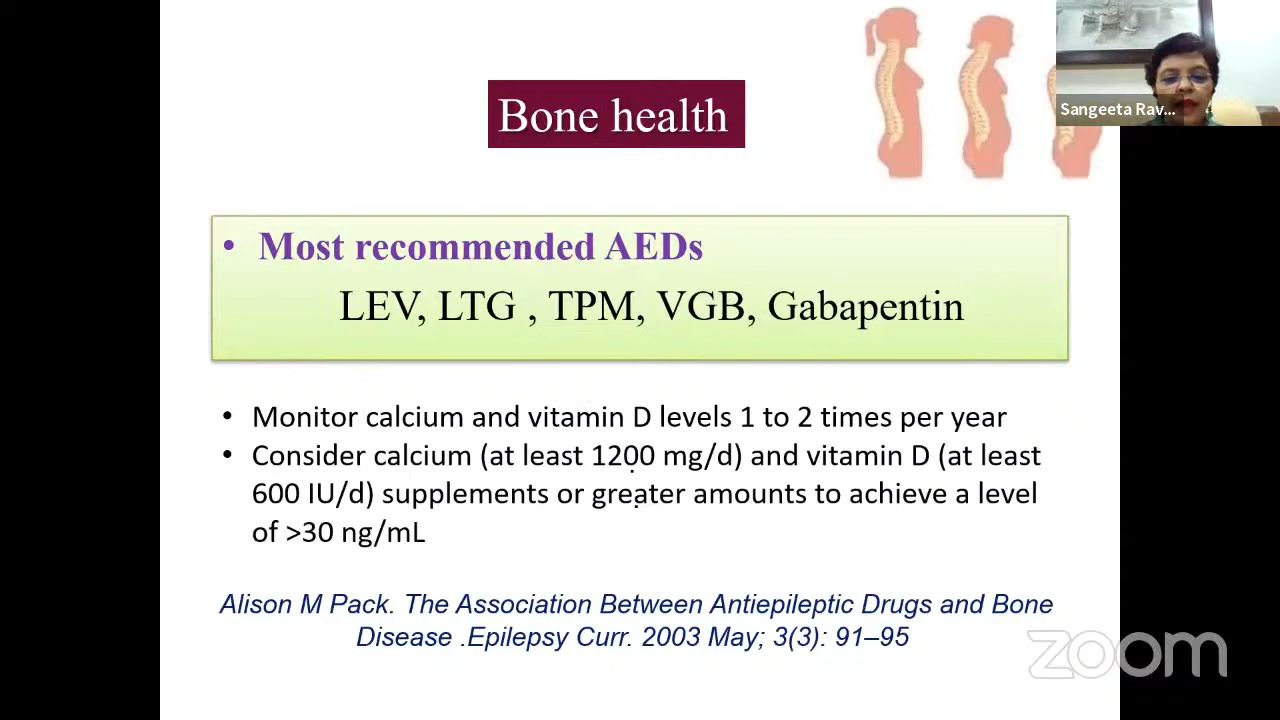 Bone health
Sangeeta Rav...
• Most recommended AEDs
LEV, LTG , TPM, VGB, Gabapentin
• Monitor calcium and vitamin D levels 1 to 2 times per year
• Consider calcium (at least 1200 mg/d) and vitamin D (at least
600 IU/d) supplements or greater amounts to achieve a level
of >30 ng/mL
Alison M Pack. The Association Between Antiepileptic Drugs and Bone
Disease .Epilepsy Curr. 2003 May; 3(3): 91–95
zoom